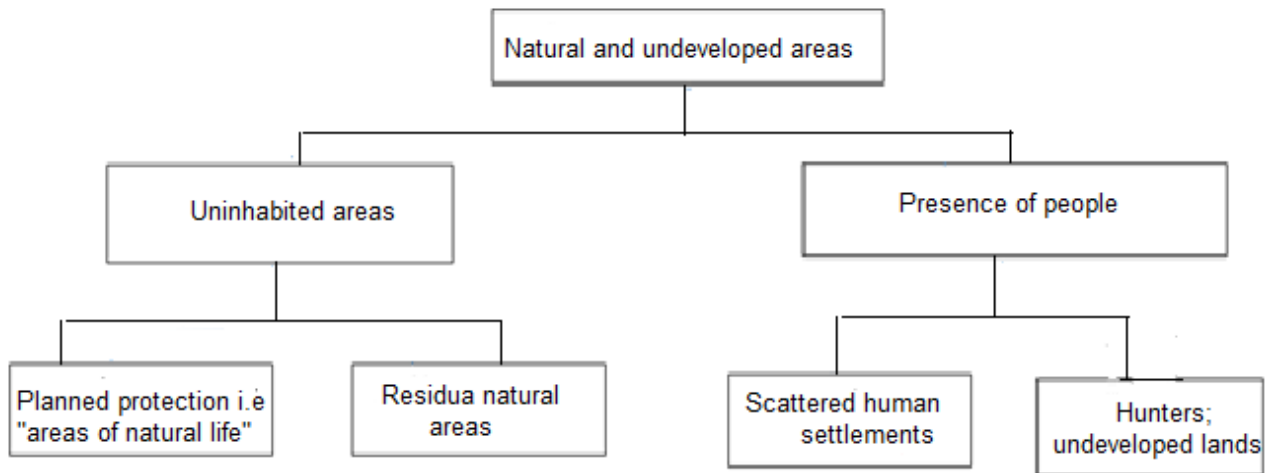 Natural and undeveloped areas
Uninhabited areas
Presence of people
Planned protection i.e
"areas of natural life"
Residua natural
areas
Scattered human
settlements
Hunters;
undeveloped lands